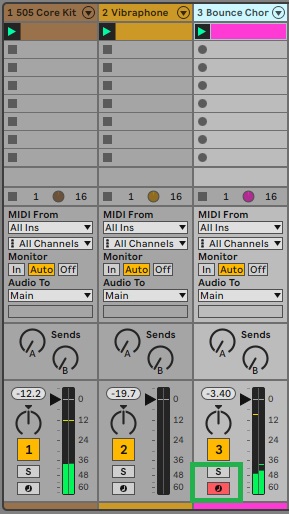 1 505 Core Kit 2 Vibraphone 3 Bounce Chor
1 16 1 16 1 16
MIDI From MIDI From MIDI From
All Ins All Ins All Ins
All Channels All Channels All Channels
Monitor Monitor Monitor
In Auto Off In Auto Off In Auto Off
Audio To Audio To Audio To
Main Main Main
Sends Sends Sends
A B A B A B
-12.2 0 -19.7 0 -3.40 0
12 12 12
24 24 24
1 36 2 36 3 36
S 48 S 48 S 48
60 60 60